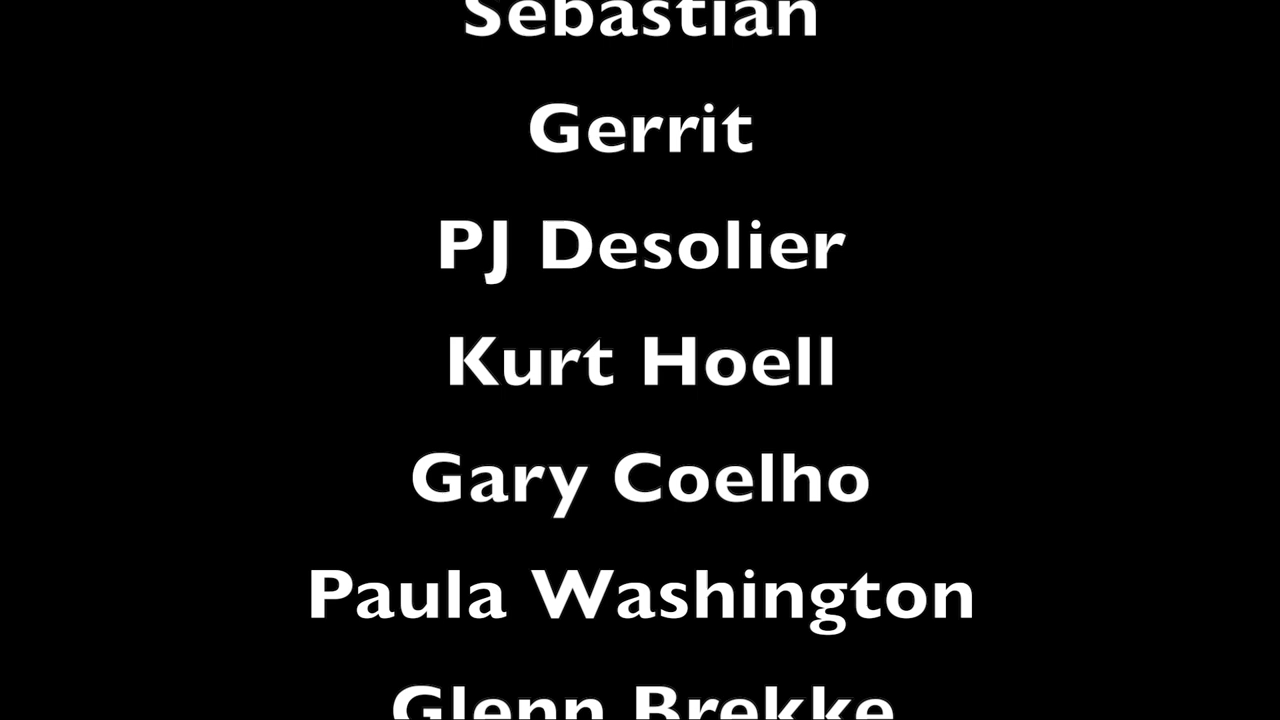 Sebastian
Gerrit
PJ Desolier
Kurt Hoell
Gary Coelho
Paula Washington
Glenn Brekke